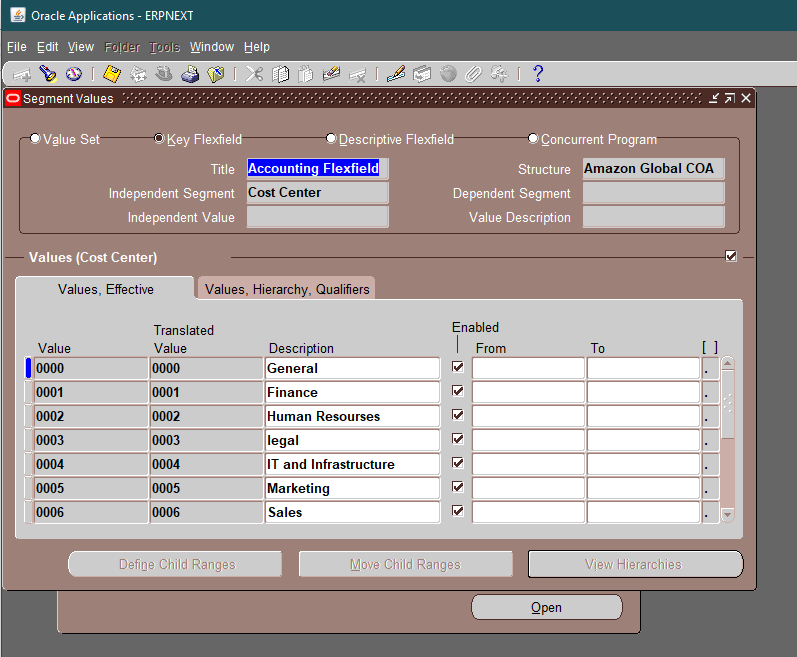 Oracle Applications - ERPNEXT
File Edit View Folder Tools Window Help
?
Segment Values
Value Set Key Flexfield Descriptive Flexfield Concurrent Program
Title Accounting Flexfield Structure Amazon Global COA
Independent Segment Cost Center Dependent Segment
Independent Value Value Description
Values (Cost Center)
Values, Effective Values, Hierarchy, Qualifiers
Enabled
Translated
Value Value Description From To [ ]
0000 0000 General .
0001 0001 Finance .
0002 0002 Human Resourses .
0003 0003 legal .
0004 0004 IT and Infrastructure .
0005 0005 Marketing .
0006 0006 Sales .
Define Child Ranges Move Child Ranges View Hierarchies
Open